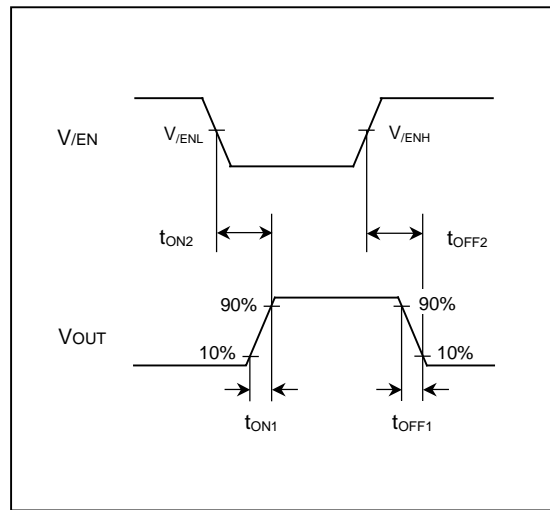 V/EN
V/ENL
V/ENH
tON2
tOFF2
90%
90%
VOUT
10%
10%
tON1
tOFF1